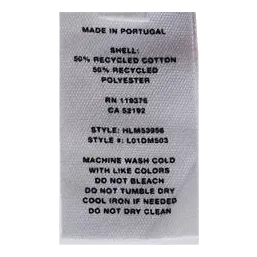 MADE IN PORTUGAL
SHELL:
50% RECYCLED COTTON
50% RECYCLED
POLYESTER
RN 119376
CA 52192
STYLE: HLM53956
STYLE #: L01DM503
MACHINE WASH COLD
WITH LIKE COLORS
DO NOT BLEACH
DO NOT TUMBLE DRY
COOL IRON IF NEEDED
DO NOT DRY CLEAN